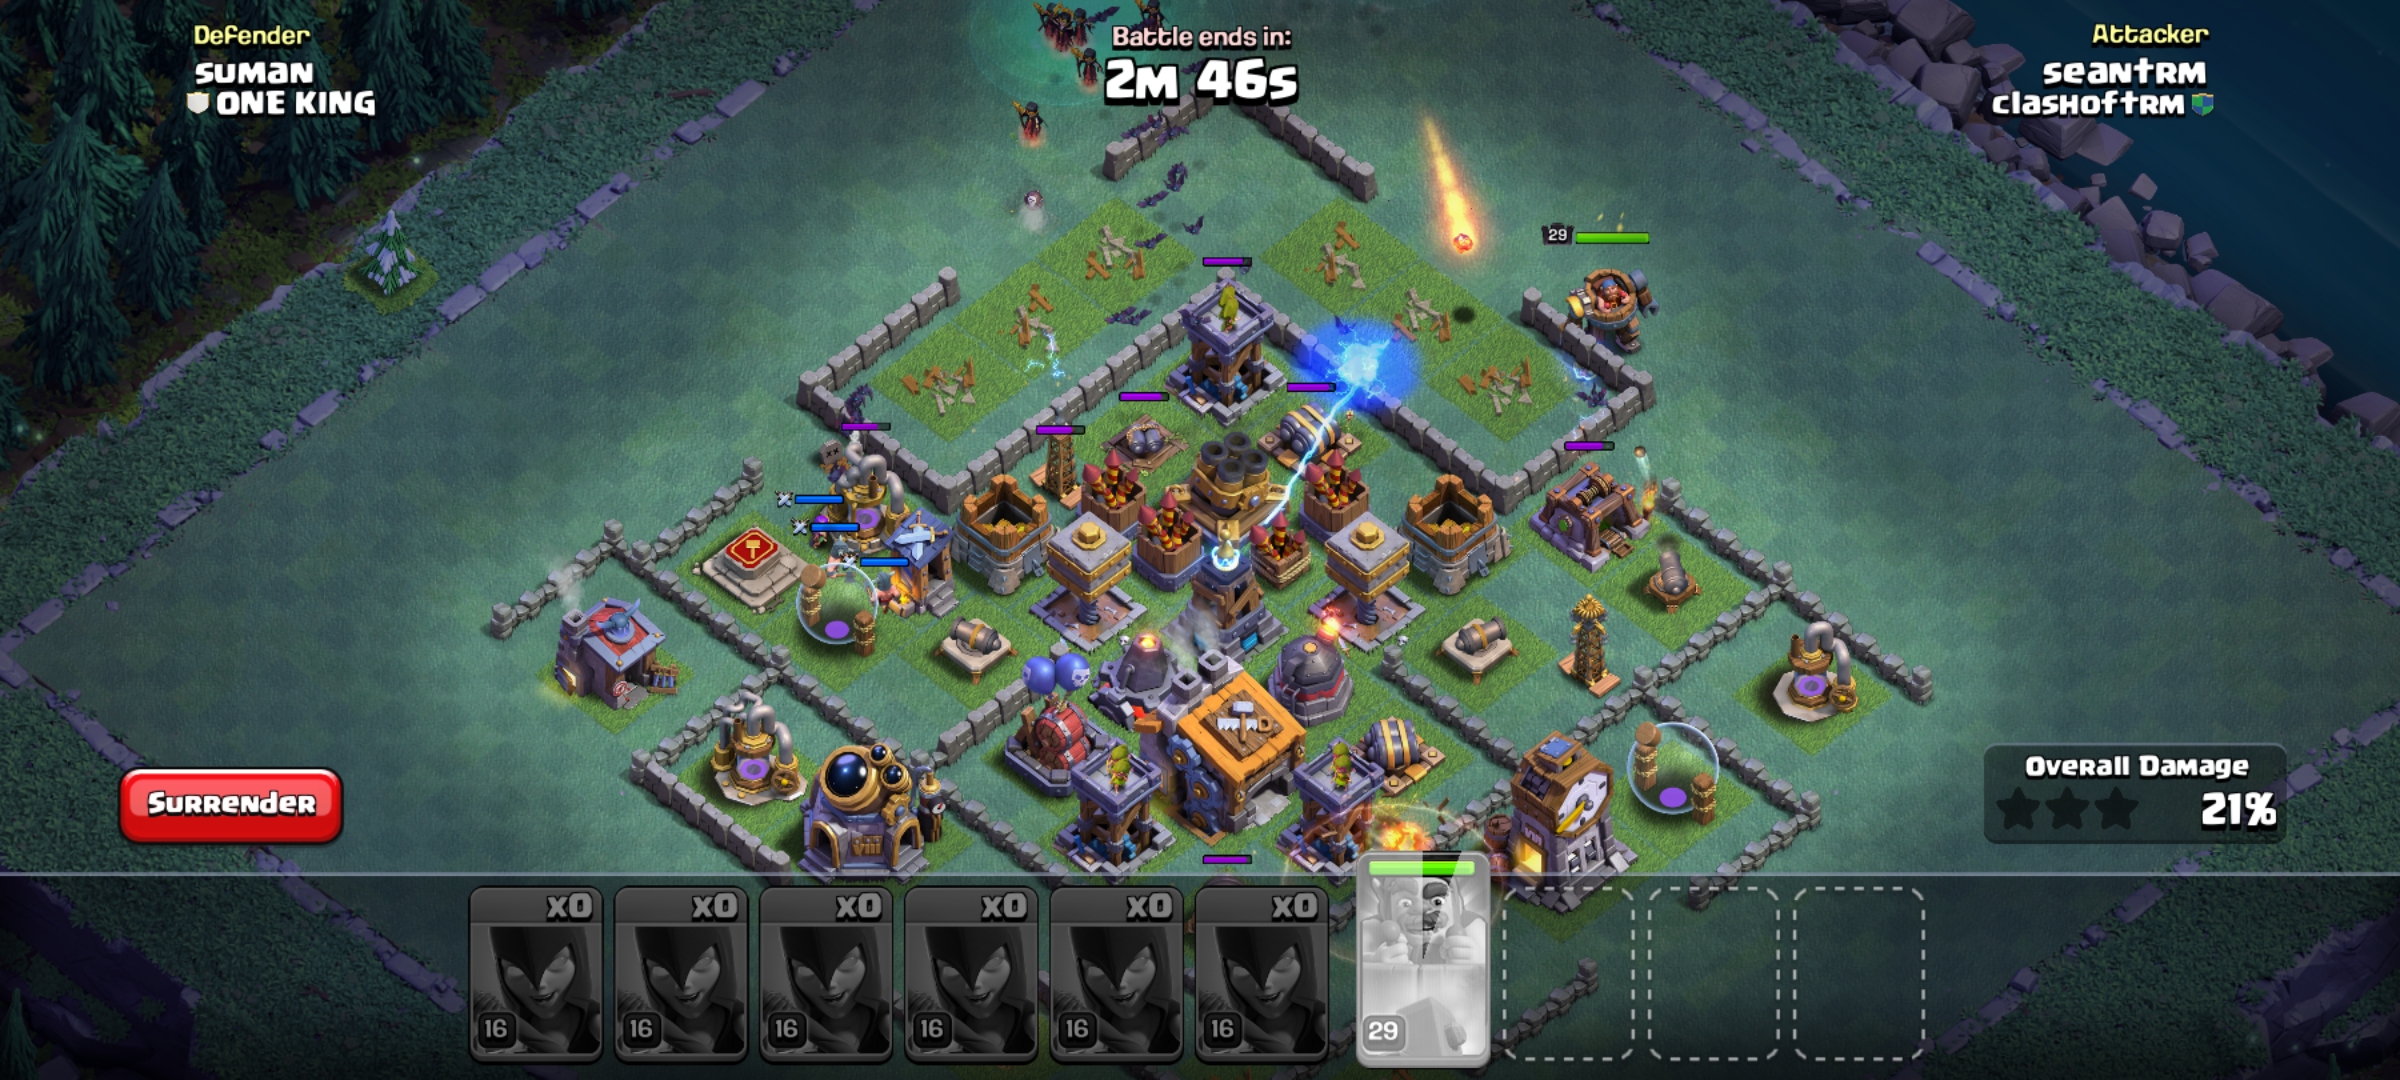 Defender
SUMAN
ONE KING
Battle ends in:
2M 46S
Attacker
seantRM
clashoftRM
29
Surrender
Overall Damage
21%
VIII
x0
x0
x0
x0
x0
x0
16
16
16
16
16
16
29